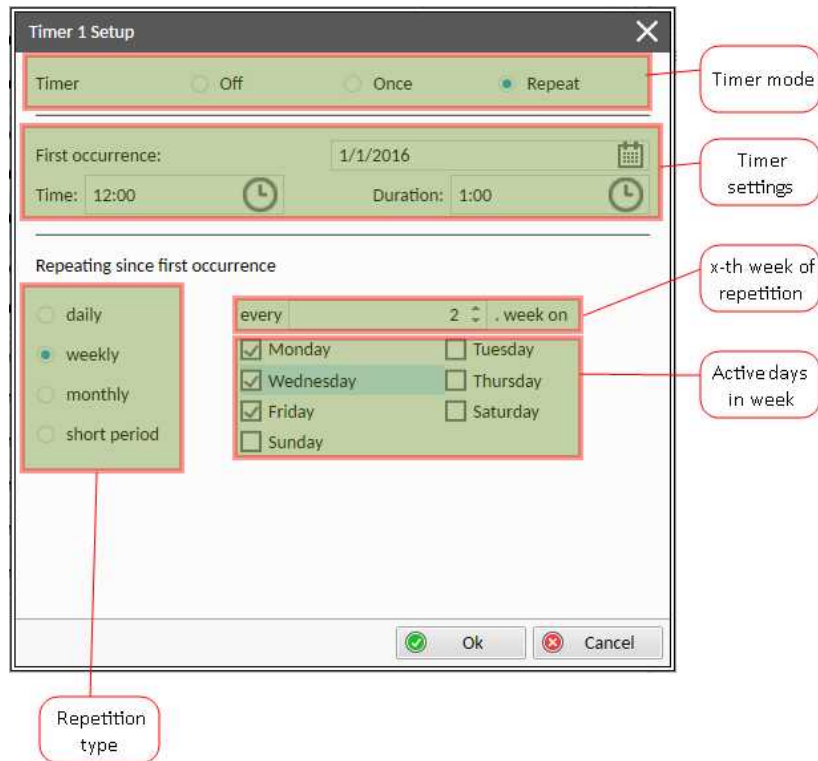 Timer 1 Setup
Timer Off Once Repeat
Timer mode
First occurrence: 1/1/2016
Time: 12:00 Duration: 1:00
Timer
settings
Repeating since first occurrence
x-th week of
repetition
daily
weekly
monthly
short period
every 2 . week on
Monday Tuesday
Wednesday Thursday
Friday Saturday
Sunday
Active days
in week
Ok Cancel
Repetition
type